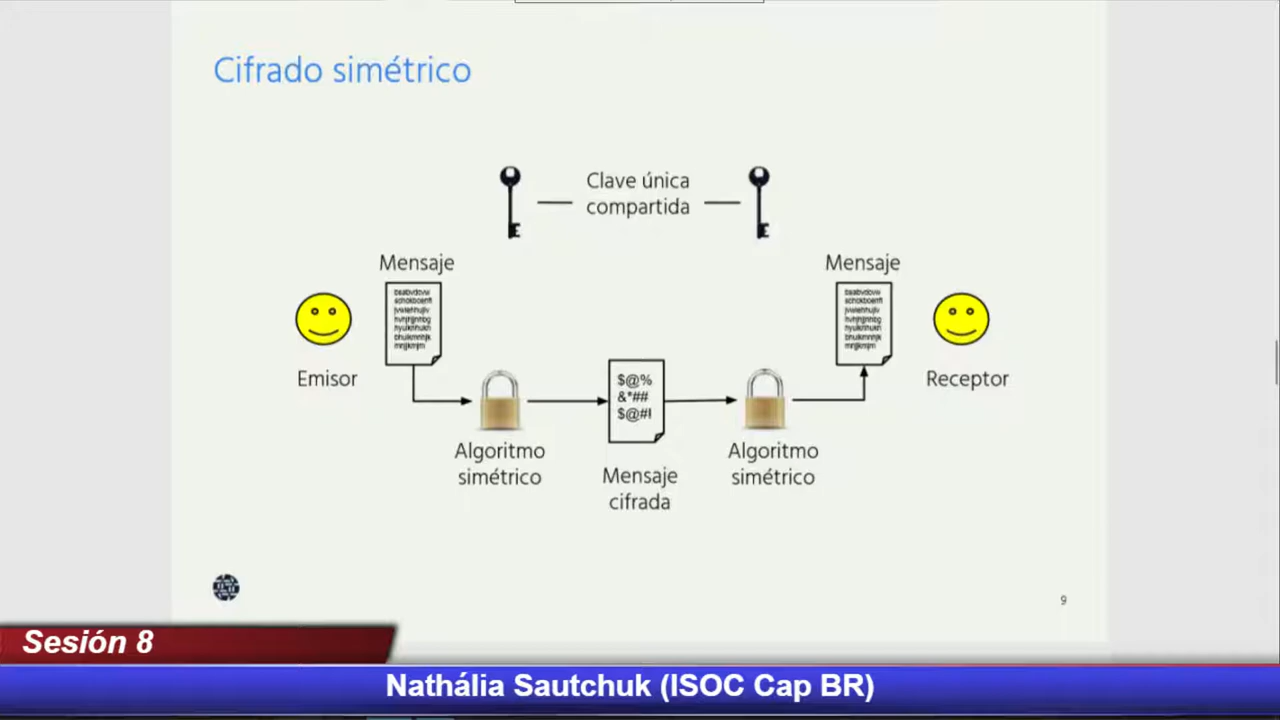 Cifrado simétrico
Clave única
compartida
Mensaje
Mensaje
Emisor
Receptor
$@%
&*##
$@#!
Algoritmo
simétrico
Mensaje
cifrada
Algoritmo
simétrico
9
Sesión 8
Nathália Sautchuk (ISOC Cap BR)